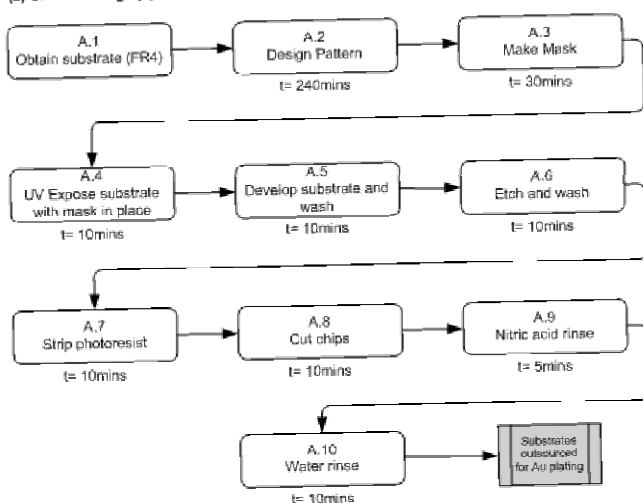 A.1
Obtain substrate (FR4)
A.2
Design Pattern
t= 240mins
A.3
Make Mask
t= 30mins
A.4
UV Expose substrate
with mask in place
t= 10mins
A.5
Develop substrate and
wash
t= 10mins
A.6
Etch and wash
t= 10mins
A.7
Strip photoresist
t= 10mins
A.8
Cut chips
t= 10mins
A.9
Nitric acid rinse
t= 5mins
A.10
Water rinse
t= 10mins
Substrates
outsourced
for Au plating